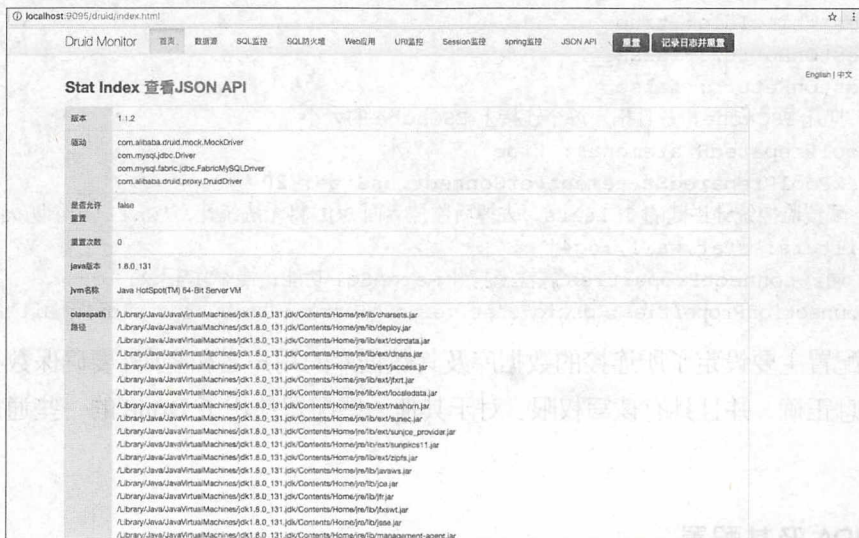 localhost:9095/druid/index.html
Druid Monitor 首页 数据源 SQL监控 SQL防火墙 Web应用 URI监控 Session监控 spring监控 JSON API 重置 记录日志并重置
English | 中文
Stat Index 查看JSON API
版本 1.1.2
驱动 com.alibaba.druid.mock.MockDriver
com.mysql.jdbc.Driver
com.mysql.fabric.jdbc.FabricMySQLDriver
com.alibaba.druid.proxy.DruidDriver
是否允许重置 false
重置次数 0
java版本 1.8.0_131
jvm名称 Java HotSpot(TM) 64-Bit Server VM
classpath路径 /Library/Java/JavaVirtualMachines/jdk1.8.0_131.jdk/Contents/Home/jre/lib/charsets.jar
/Library/Java/JavaVirtualMachines/jdk1.8.0_131.jdk/Contents/Home/jre/lib/deploy.jar
/Library/Java/JavaVirtualMachines/jdk1.8.0_131.jdk/Contents/Home/jre/lib/ext/cldrdata.jar
/Library/Java/JavaVirtualMachines/jdk1.8.0_131.jdk/Contents/Home/jre/lib/ext/dnsns.jar
/Library/Java/JavaVirtualMachines/jdk1.8.0_131.jdk/Contents/Home/jre/lib/ext/jaccess.jar
/Library/Java/JavaVirtualMachines/jdk1.8.0_131.jdk/Contents/Home/jre/lib/ext/jfxrt.jar
/Library/Java/JavaVirtualMachines/jdk1.8.0_131.jdk/Contents/Home/jre/lib/ext/localedata.jar
/Library/Java/JavaVirtualMachines/jdk1.8.0_131.jdk/Contents/Home/jre/lib/ext/nashorn.jar
/Library/Java/JavaVirtualMachines/jdk1.8.0_131.jdk/Contents/Home/jre/lib/ext/sunec.jar
/Library/Java/JavaVirtualMachines/jdk1.8.0_131.jdk/Contents/Home/jre/lib/ext/sunjce_provider.jar
/Library/Java/JavaVirtualMachines/jdk1.8.0_131.jdk/Contents/Home/jre/lib/ext/sunpkcs11.jar
/Library/Java/JavaVirtualMachines/jdk1.8.0_131.jdk/Contents/Home/jre/lib/ext/zipfs.jar
/Library/Java/JavaVirtualMachines/jdk1.8.0_131.jdk/Contents/Home/jre/lib/javaws.jar
/Library/Java/JavaVirtualMachines/jdk1.8.0_131.jdk/Contents/Home/jre/lib/jce.jar
/Library/Java/JavaVirtualMachines/jdk1.8.0_131.jdk/Contents/Home/jre/lib/jfr.jar
/Library/Java/JavaVirtualMachines/jdk1.8.0_131.jdk/Contents/Home/jre/lib/jfxswt.jar
/Library/Java/JavaVirtualMachines/jdk1.8.0_131.jdk/Contents/Home/jre/lib/jsse.jar
/Library/Java/JavaVirtualMachines/jdk1.8.0_131.jdk/Contents/Home/jre/lib/management-agent.jar